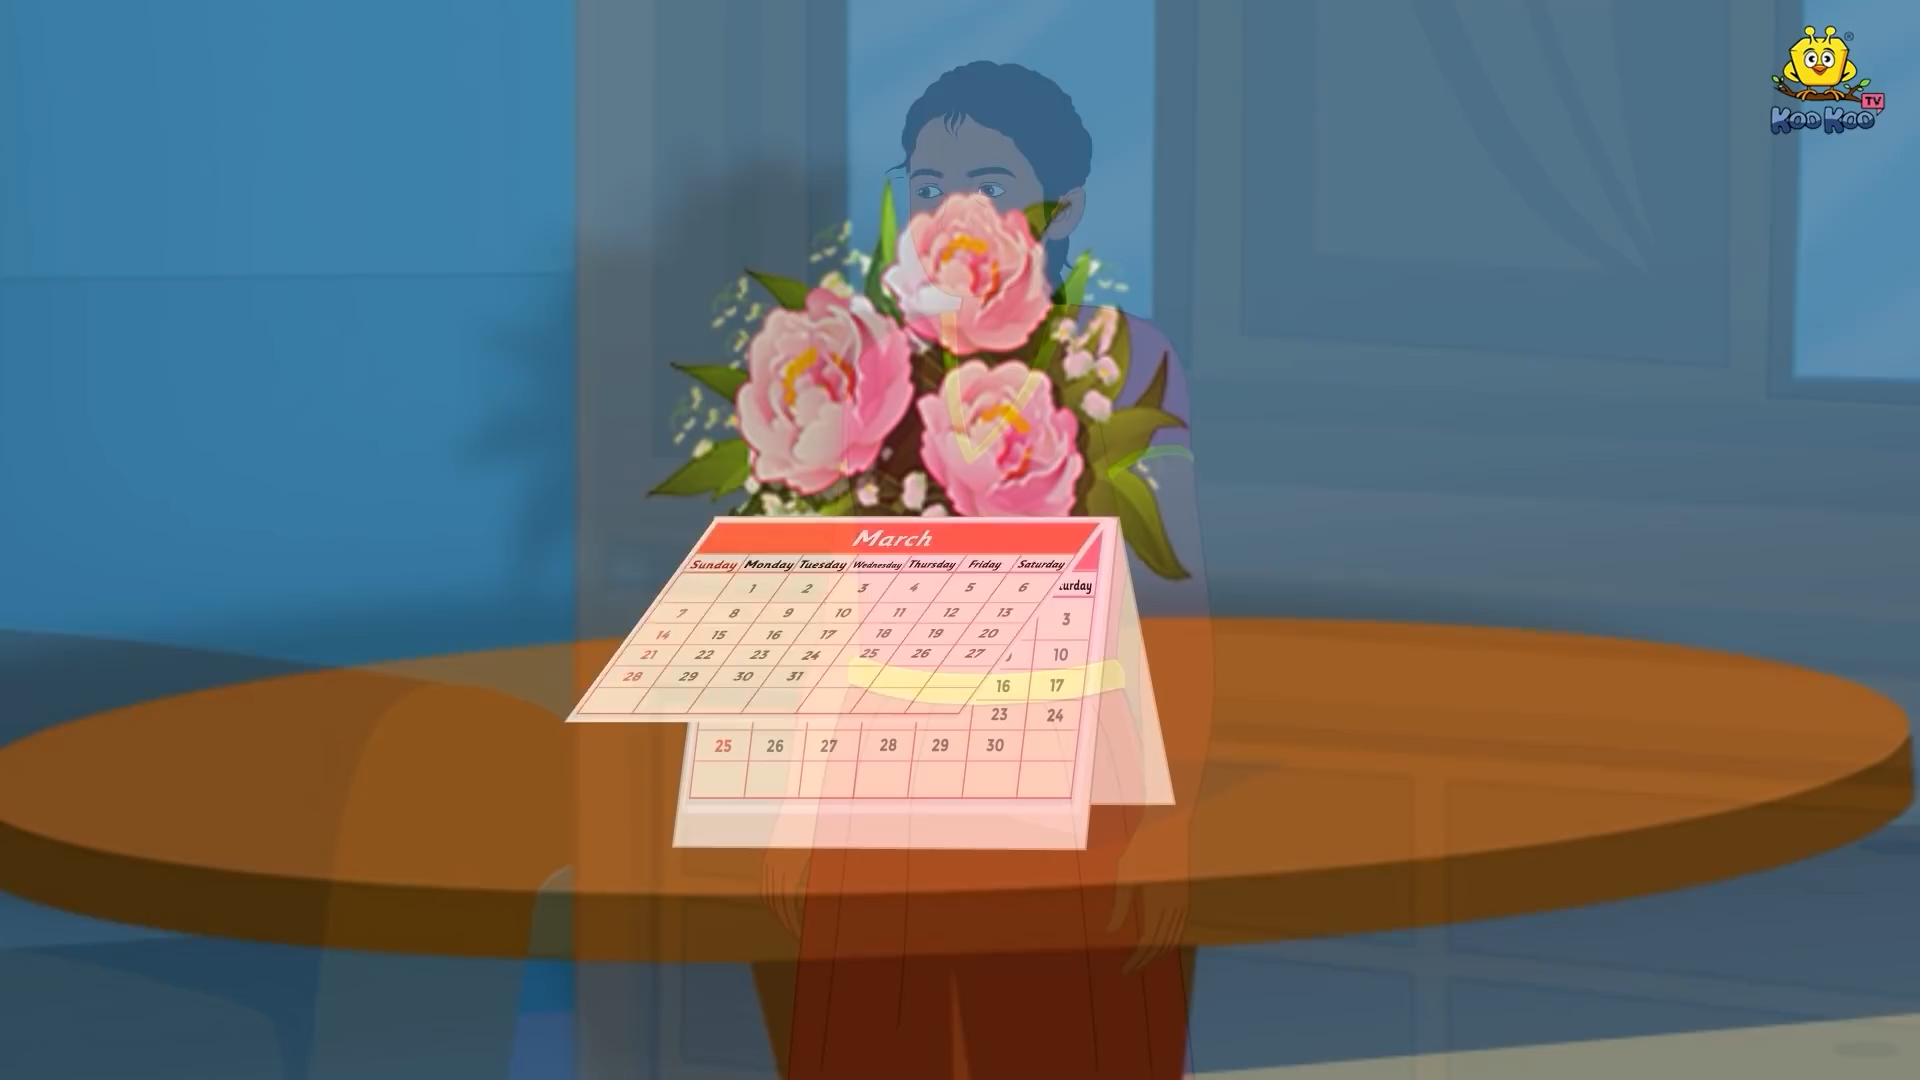 TV
Koo Koo
March
Sunday Monday Tuesday Wednesday Thursday Friday Saturday
1 2 3 4 5 6
7 8 9 10 11 12 13
14 15 16 17 18 19 20
21 22 23 24 25 26 27
28 29 30 31
urday
3
10
16 17
23 24
25 26 27 28 29 30